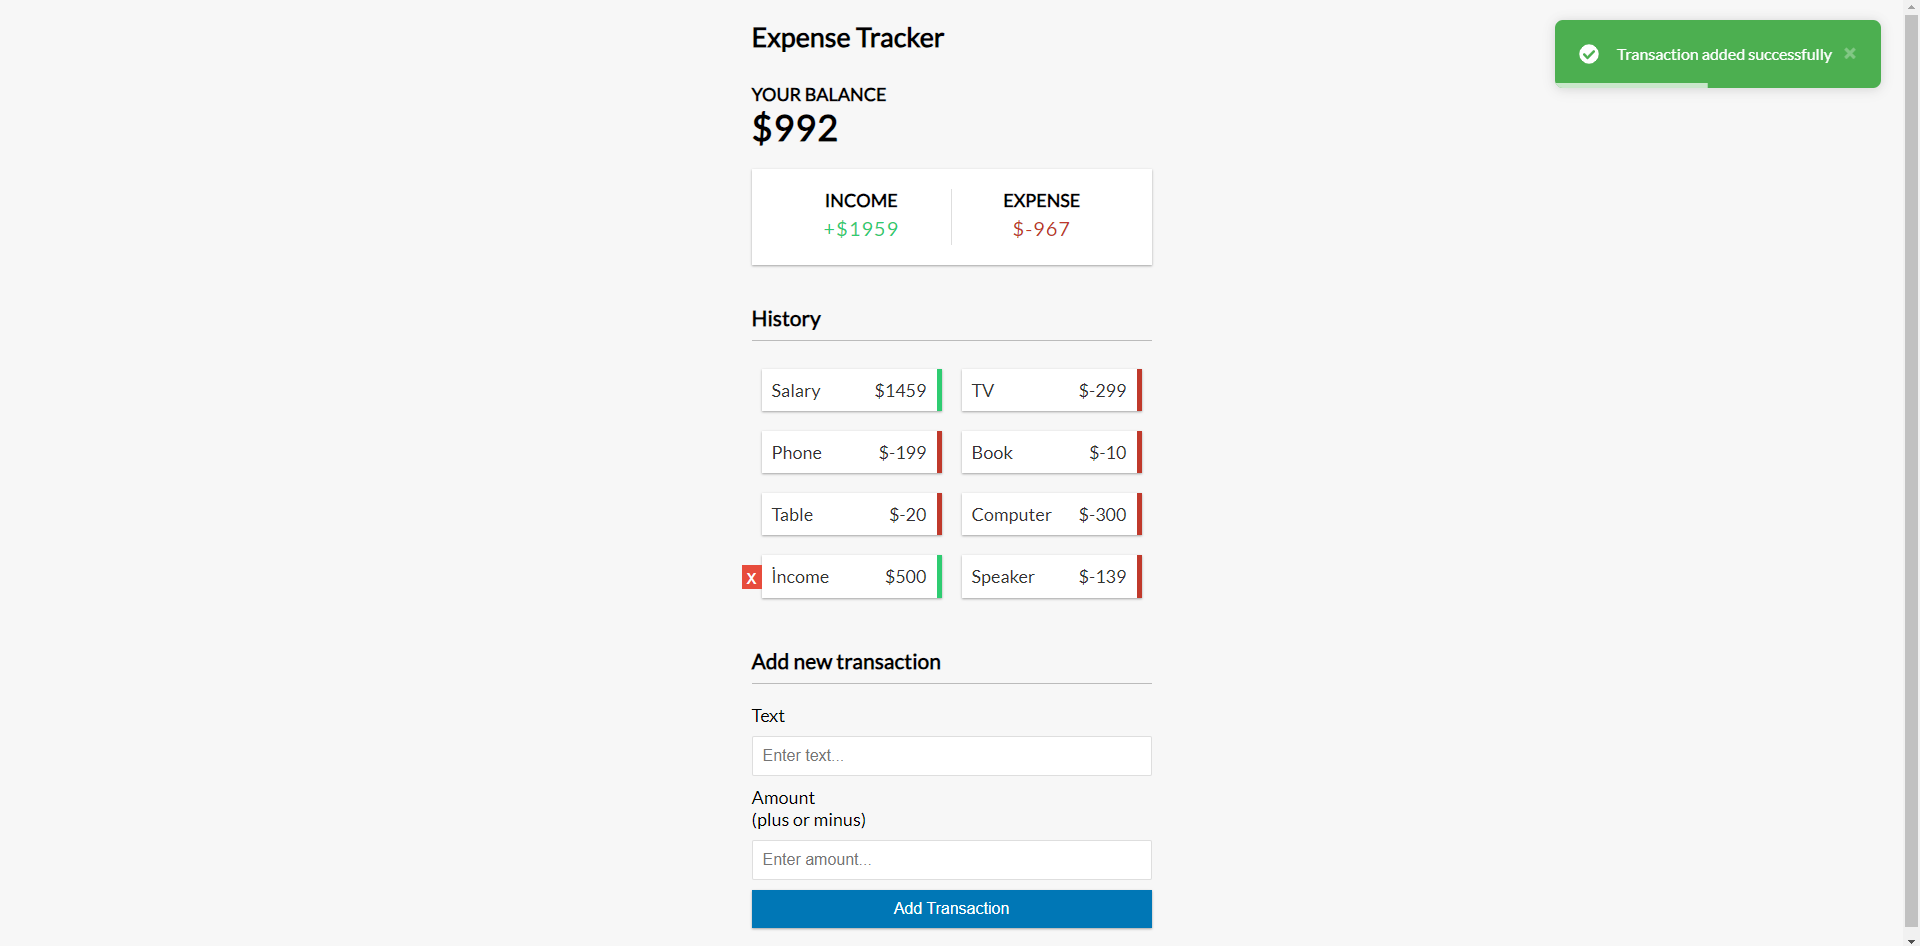 Expense Tracker
Transaction added successfully ×
YOUR BALANCE
$992
INCOME EXPENSE
+$1959 $-967
History
Salary $1459 TV $-299
Phone $-199 Book $-10
Table $-20 Computer $-300
x İncome $500 Speaker $-139
Add new transaction
Text
Enter text...
Amount
(plus or minus)
Enter amount...
Add Transaction